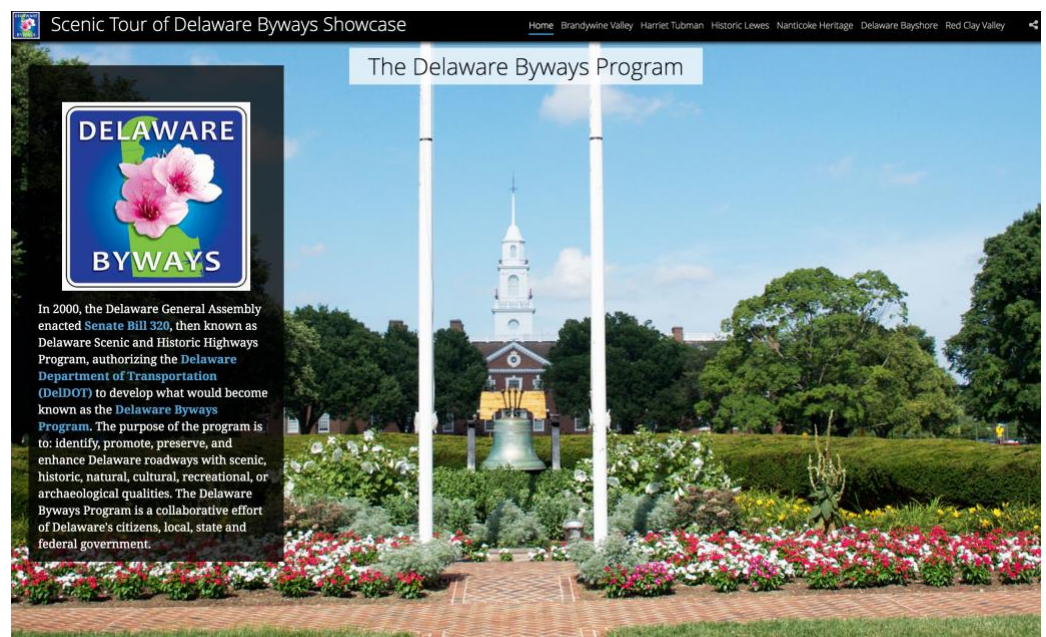 Scenic Tour of Delaware Byways Showcase
Home Brandywine Valley Harriet Tubman Historic Lewes Nanticoke Heritage Delaware Bayshore Red Clay Valley
The Delaware Byways Program
DELAWARE
BYWAYS
In 2000, the Delaware General Assembly
enacted Senate Bill 320, then known as
Delaware Scenic and Historic Highways
Program, authorizing the Delaware
Department of Transportation
(DelDOT) to develop what would become
known as the Delaware Byways
Program. The purpose of the program is
to: identify, promote, preserve, and
enhance Delaware roadways with scenic,
historic, natural, cultural, recreational, or
archaeological qualities. The Delaware
Byways Program is a collaborative effort
of Delaware's citizens, local, state and
federal government.